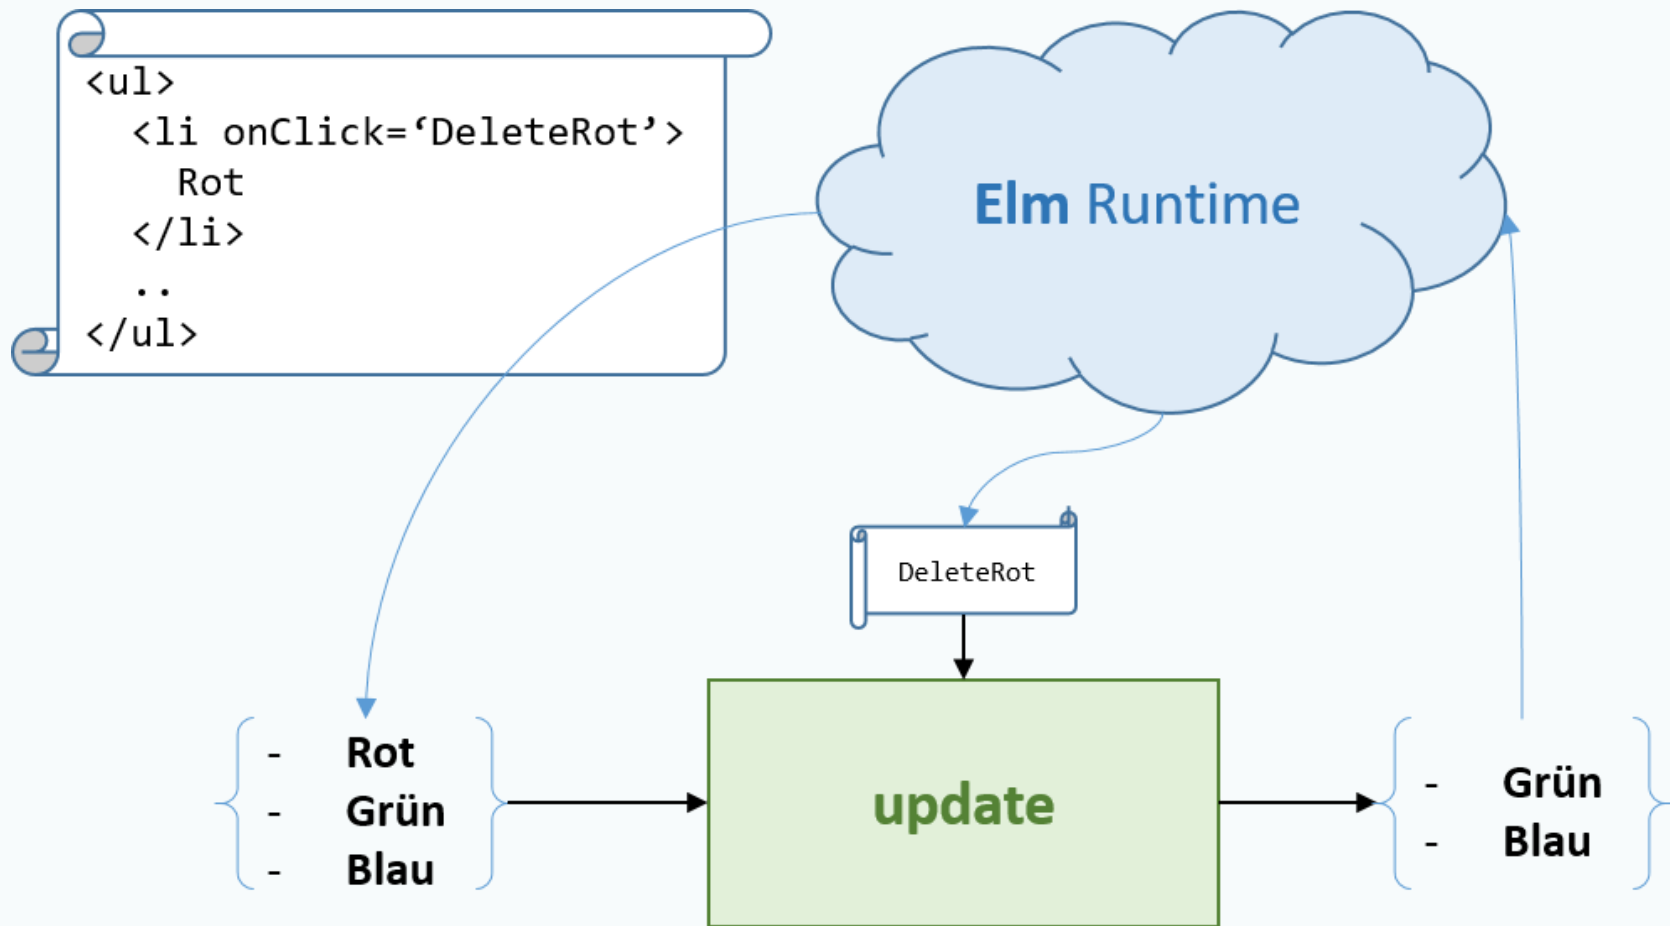 <ul>
<li onClick=‘DeleteRot’>
Rot
</li>
..
</ul>
Elm Runtime
DeleteRot
- Rot
- Grün
- Blau
update
- Grün
- Blau